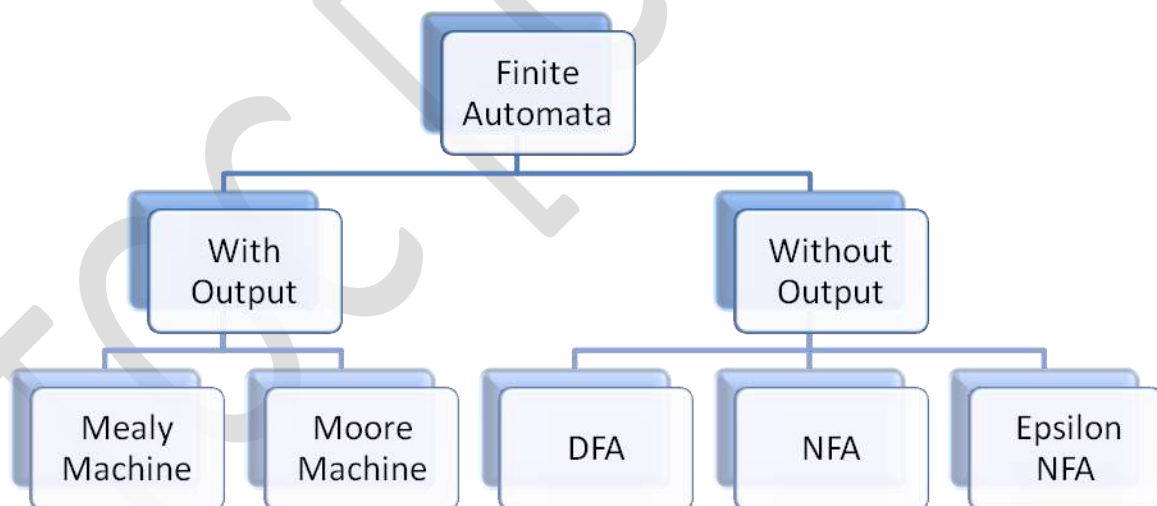 Finite
Automata
With
Output
Without
Output
Mealy
Machine
Moore
Machine
DFA
NFA
Epsilon
NFA